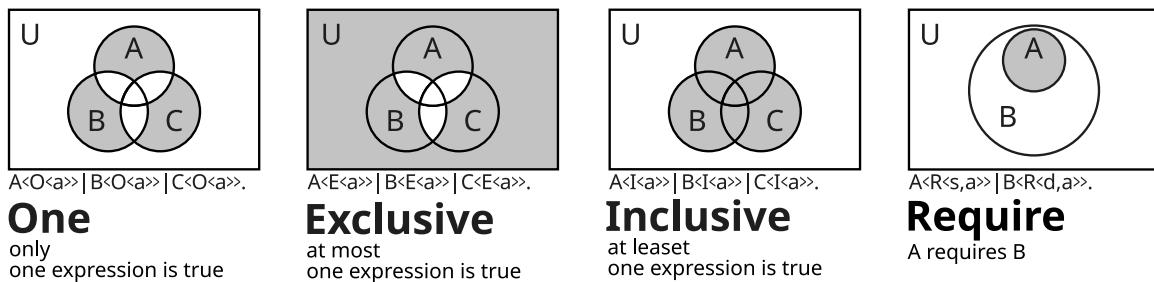 U
A
B
C
A<O<a>>|B<O<a>>|C<O<a>>.
One
only
one expression is true
U
A
B
C
A<E<a>>|B<E<a>>|C<E<a>>.
Exclusive
at most
one expression is true
U
A
B
C
A<I<a>>|B<I<a>>|C<I<a>>.
Inclusive
at leaset
one expression is true
U
A
B
A<R<s,a>>|B<R<d,a>>.
Require
A requires B